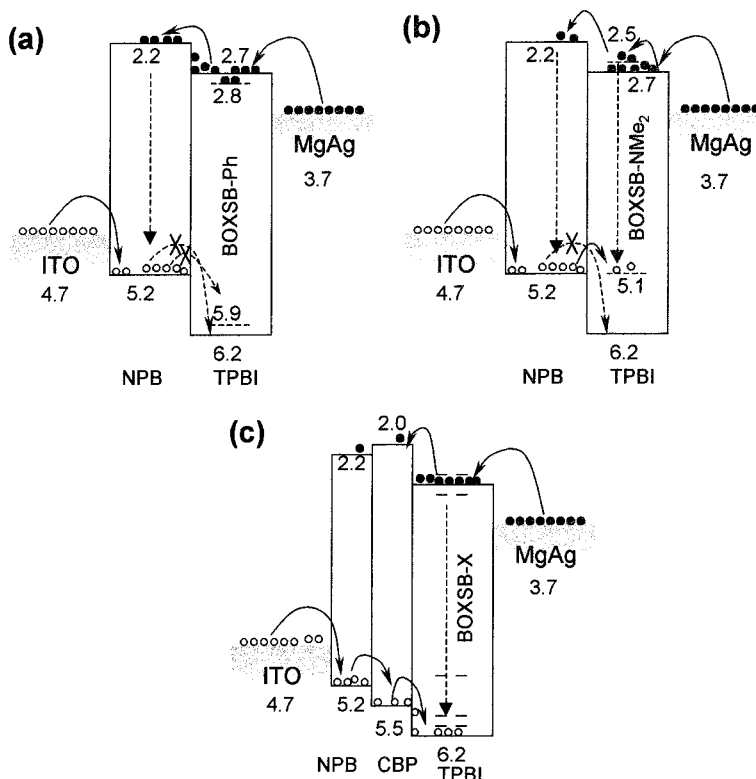 (a)
2.2
2.7
2.8
BOXSB-Ph
MgAg
3.7
ITO
4.7
5.2
5.9
6.2
NPB
TPBI
(b)
2.2
2.5
2.7
BOXSB-NMe₂
MgAg
3.7
ITO
4.7
5.2
5.1
6.2
NPB
TPBI
(c)
2.2
2.0
BOXSB-X
MgAg
3.7
ITO
4.7
5.2
5.5
6.2
NPB
CBP
TPBI